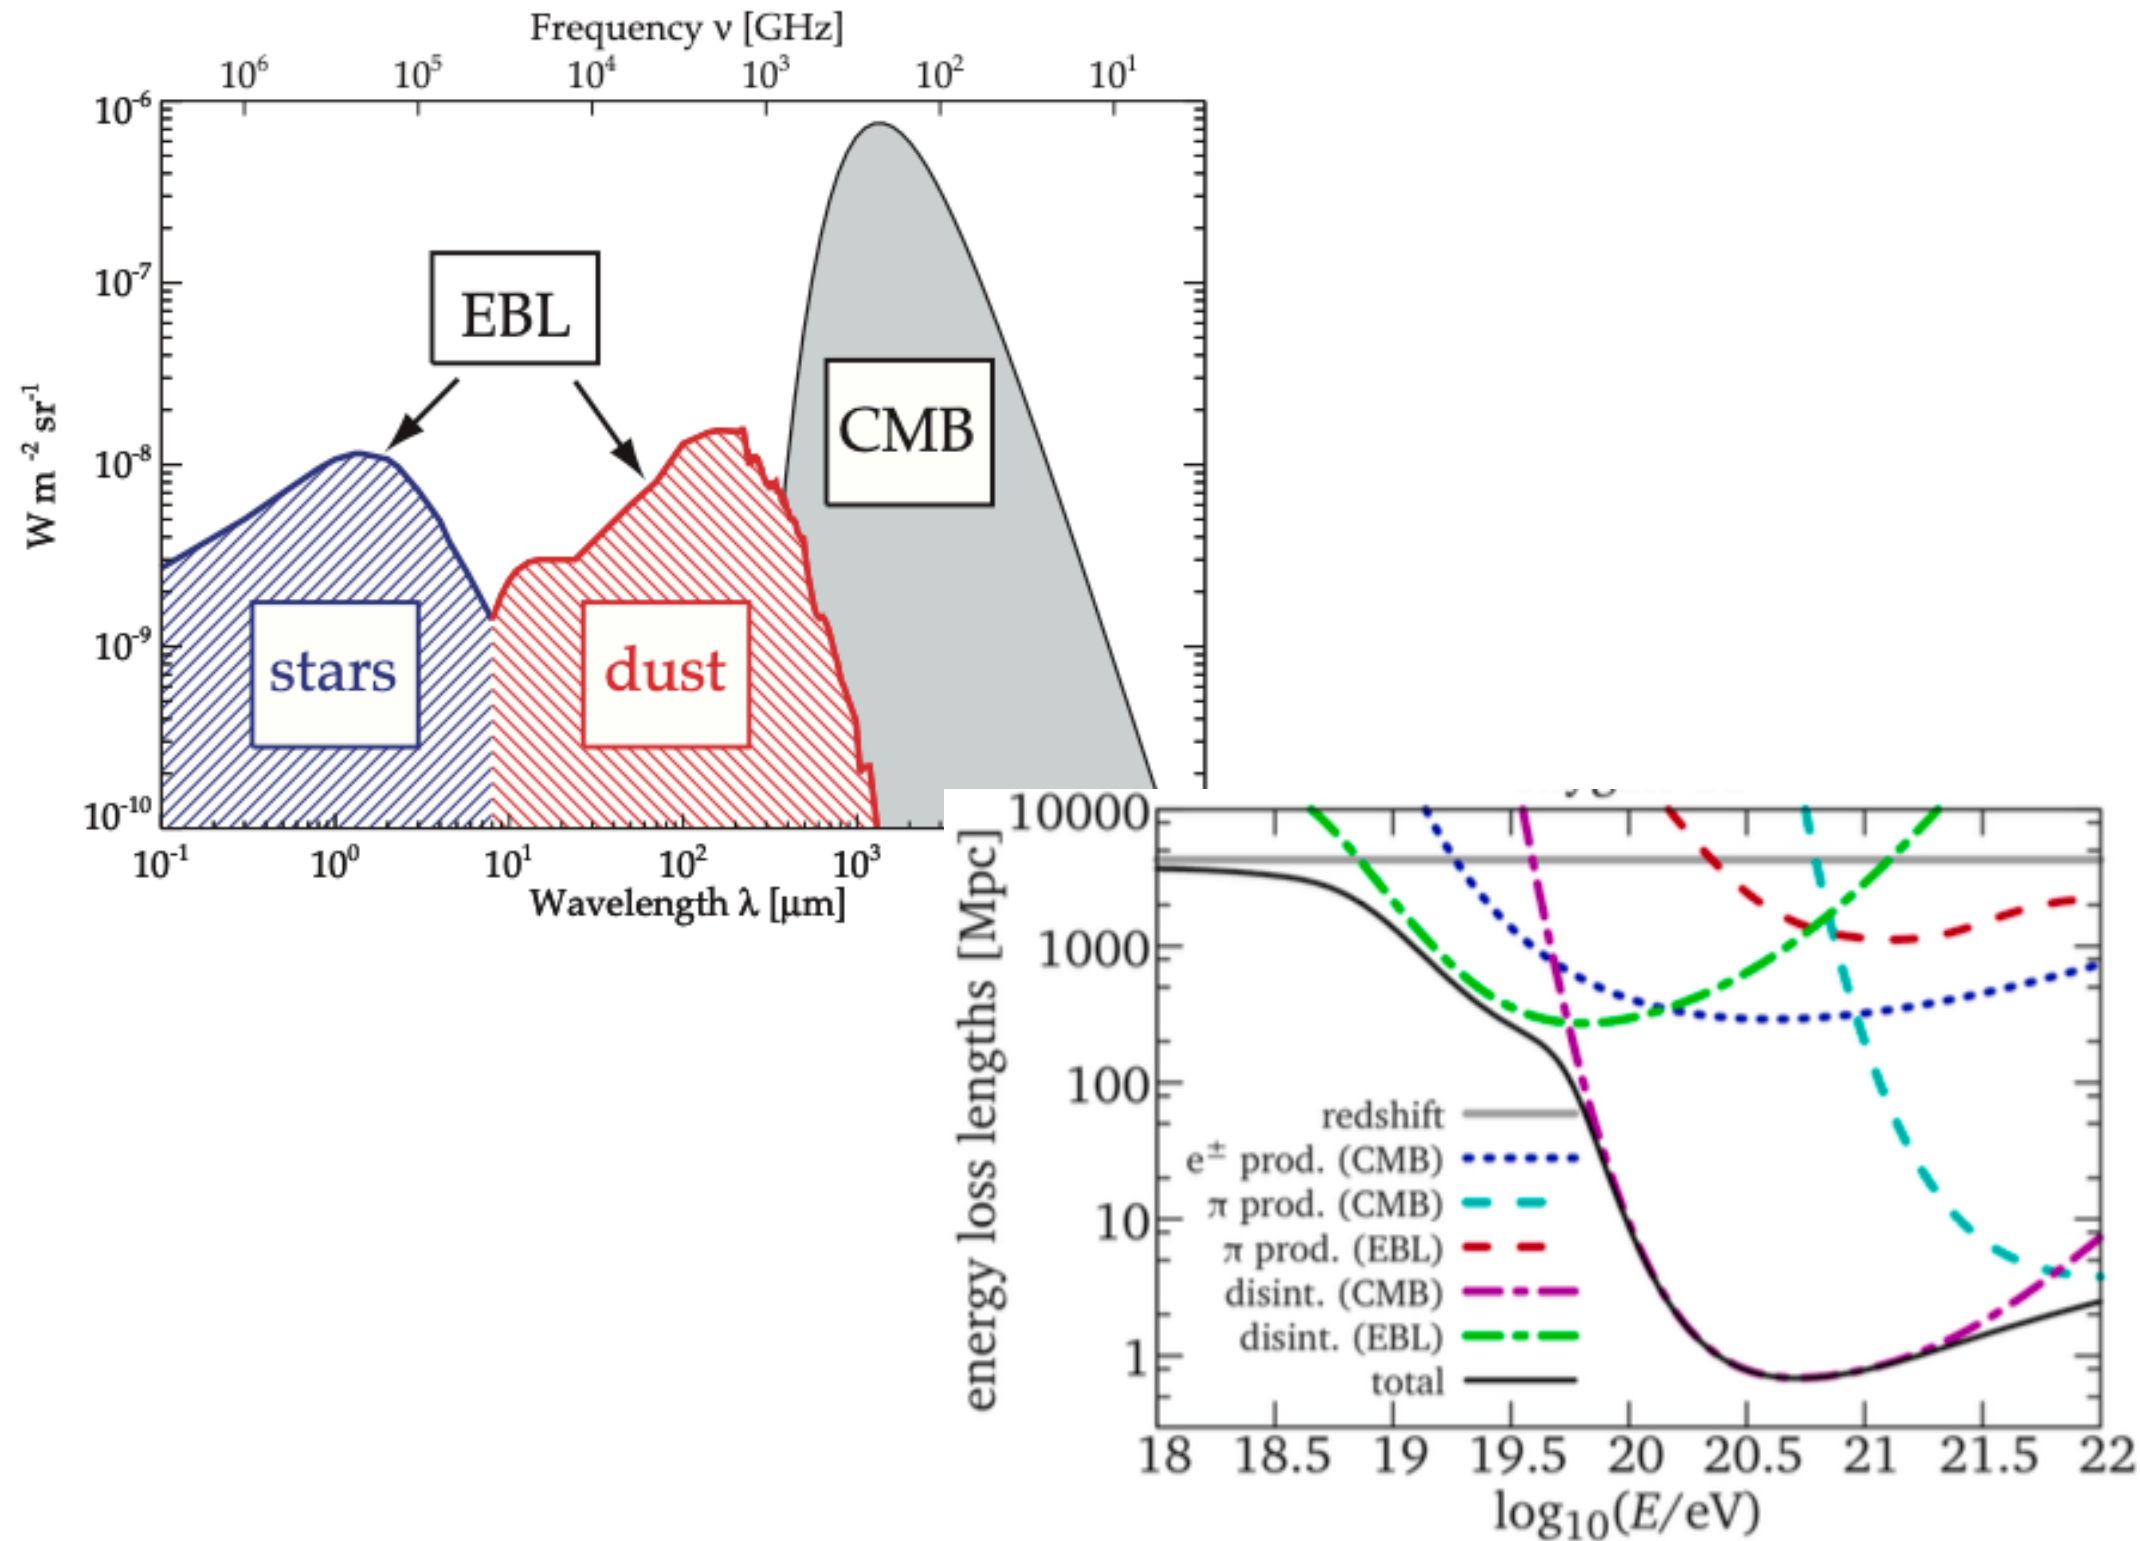 Frequency ν [GHz]
10⁶ 10⁵ 10⁴ 10³ 10² 10¹
10⁻⁶
10⁻⁷
10⁻⁸
10⁻⁹
10⁻¹⁰
W m⁻² sr⁻¹
EBL
CMB
stars
dust
10⁻¹ 10⁰ 10¹ 10² 10³
Wavelength λ [μm]
energy loss lengths [Mpc]
10000
1000
100
10
1
redshift
e± prod. (CMB)
π prod. (CMB)
π prod. (EBL)
disint. (CMB)
disint. (EBL)
total
18 18.5 19 19.5 20 20.5 21 21.5 22
log₁₀(E/eV)